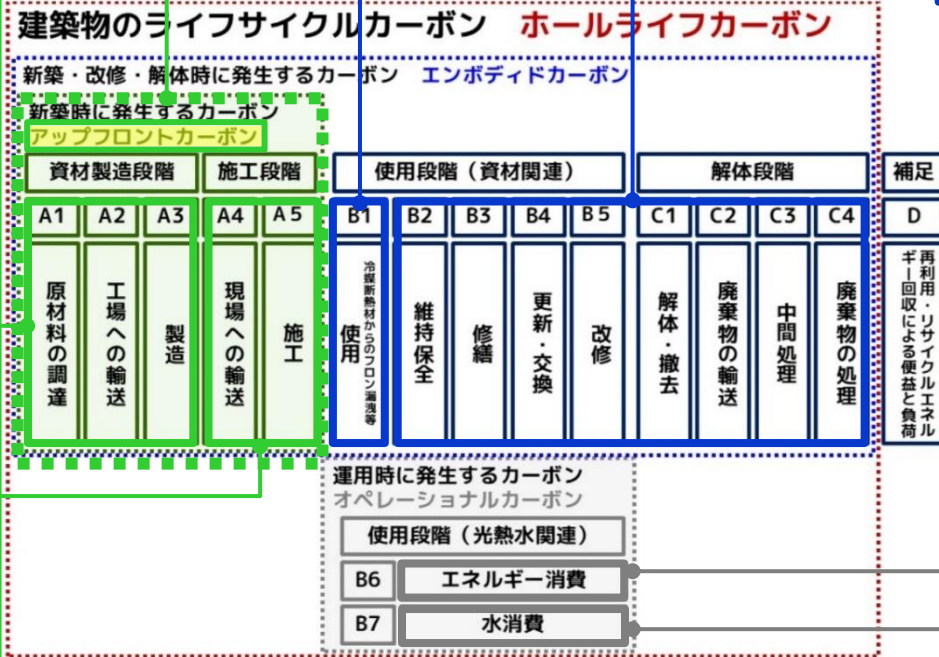 建築物のライフサイクルカーボン ホールライフカーボン
新築・改修・解体時に発生するカーボン エンボディドカーボン
新築時に発生するカーボン
アップフロントカーボン
資材製造段階 施工段階 使用段階（資材関連） 解体段階 補足
A1 A2 A3 A4 A5 B1 B2 B3 B4 B5 C1 C2 C3 C4 D
原材料の調達
工場への輸送
製造
現場への輸送
施工
冷媒断熱材からのフロン漏洩等
使用
維持保全
修繕
更新・交換
改修
解体・撤去
廃棄物の輸送
中間処理
廃棄物の処理
再利用・リサイクルエネル
ギー回収による便益と負荷
運用時に発生するカーボン
オペレーショナルカーボン
使用段階（光熱水関連）
B6 エネルギー消費
B7 水消費